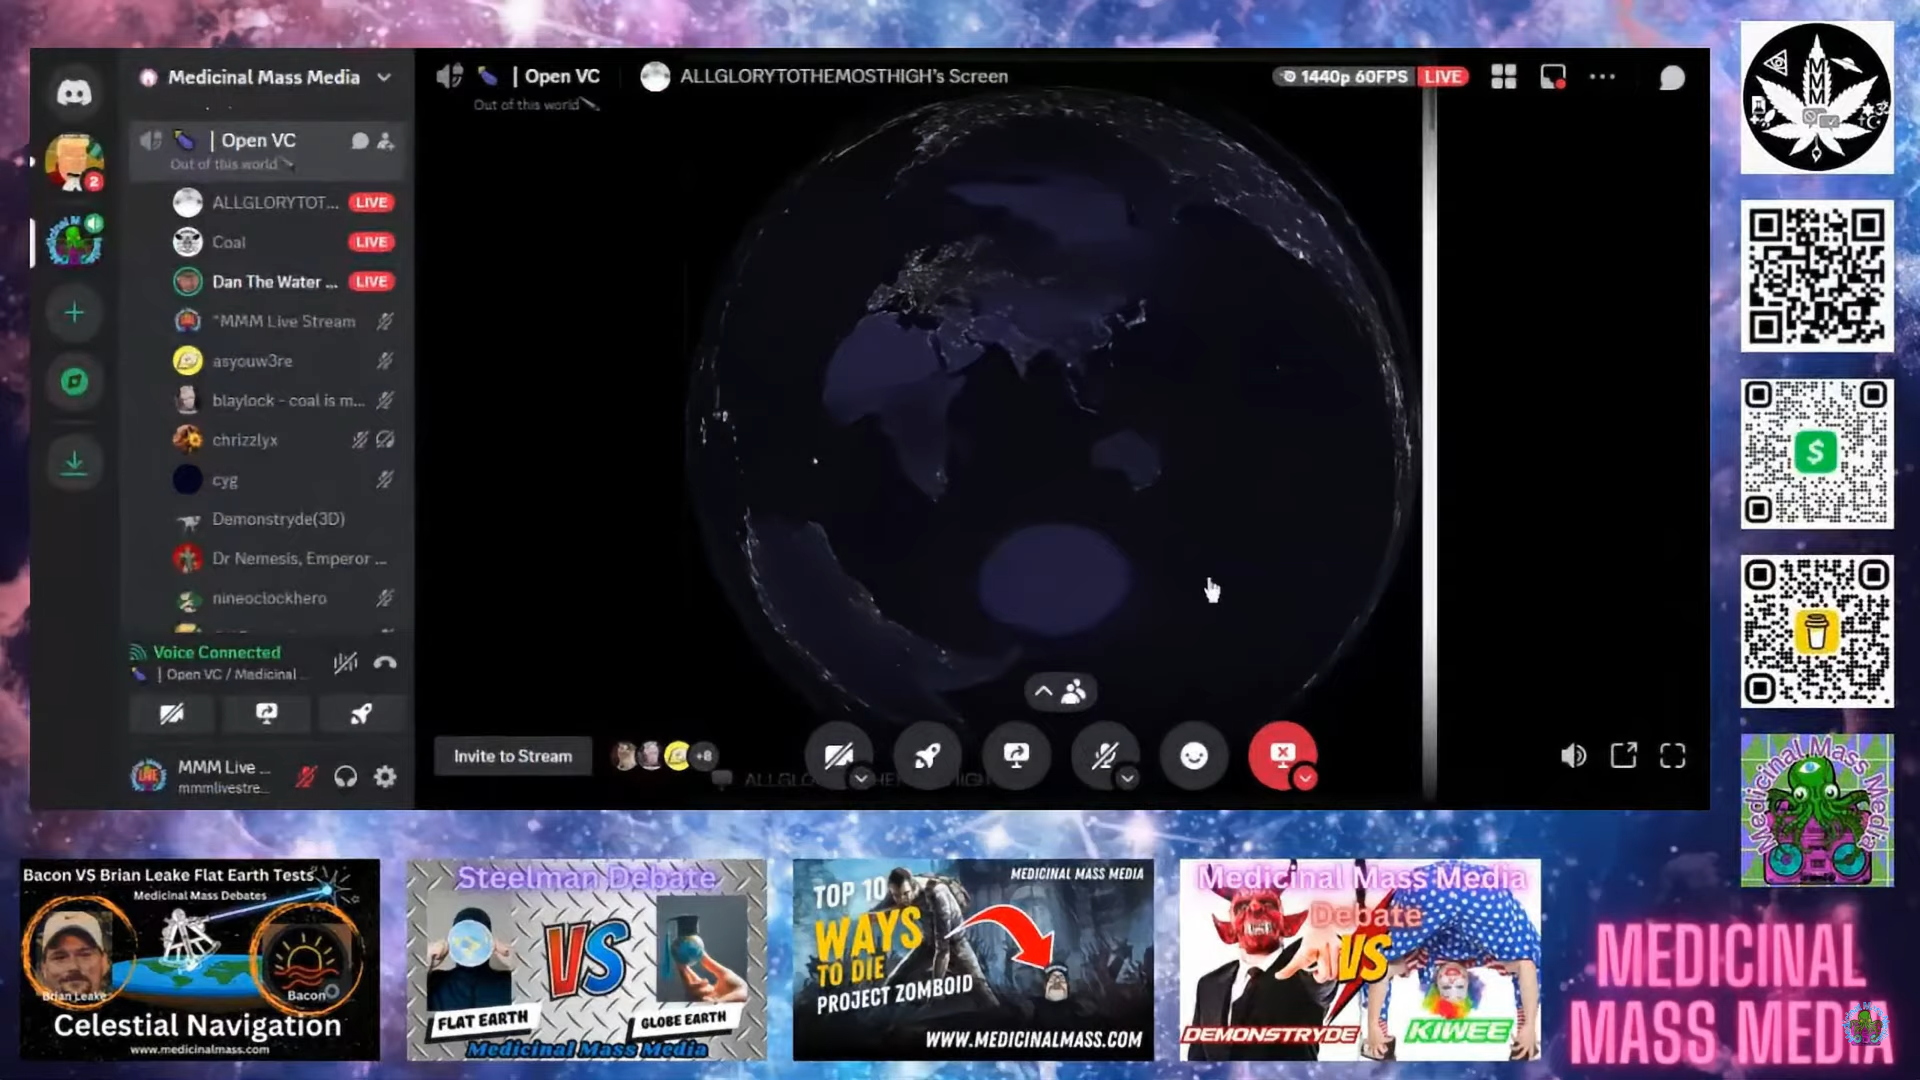 Medicinal Mass Media
| Open VC
Out of this world
ALLGLORYTOT...
LIVE
Coal
LIVE
Dan The Water ...
LIVE
*MMM Live Stream
asyouw3re
blaylock - coal is m...
chrizzlyx
cyg
Demonstryde(3D)
Dr Nemesis, Emperor ...
nineoclockhero
Voice Connected
| Open VC / Medicinal ...
MMM Live ...
mmmlivestre...
2
| Open VC
Out of this world
ALLGLORYTOTHEMOSTHIGH's Screen
1440p 60FPS
LIVE
Invite to Stream
+8
MMM
$
Medicinal Mass Media
Bacon VS Brian Leake Flat Earth Tests
Medicinal Mass Debates
Brian Leake
Bacon
Celestial Navigation
www.medicinalmass.com
Steelman Debate
VS
FLAT EARTH
GLOBE EARTH
Medicinal Mass Media
MEDICINAL MASS MEDIA
TOP 10
WAYS
TO DIE
PROJECT ZOMBOID
WWW.MEDICINALMASS.COM
Medicinal Mass Media
Debate
VS
DEMONSTRYDE
KIWEE
MEDICINAL
MASS MEDIA